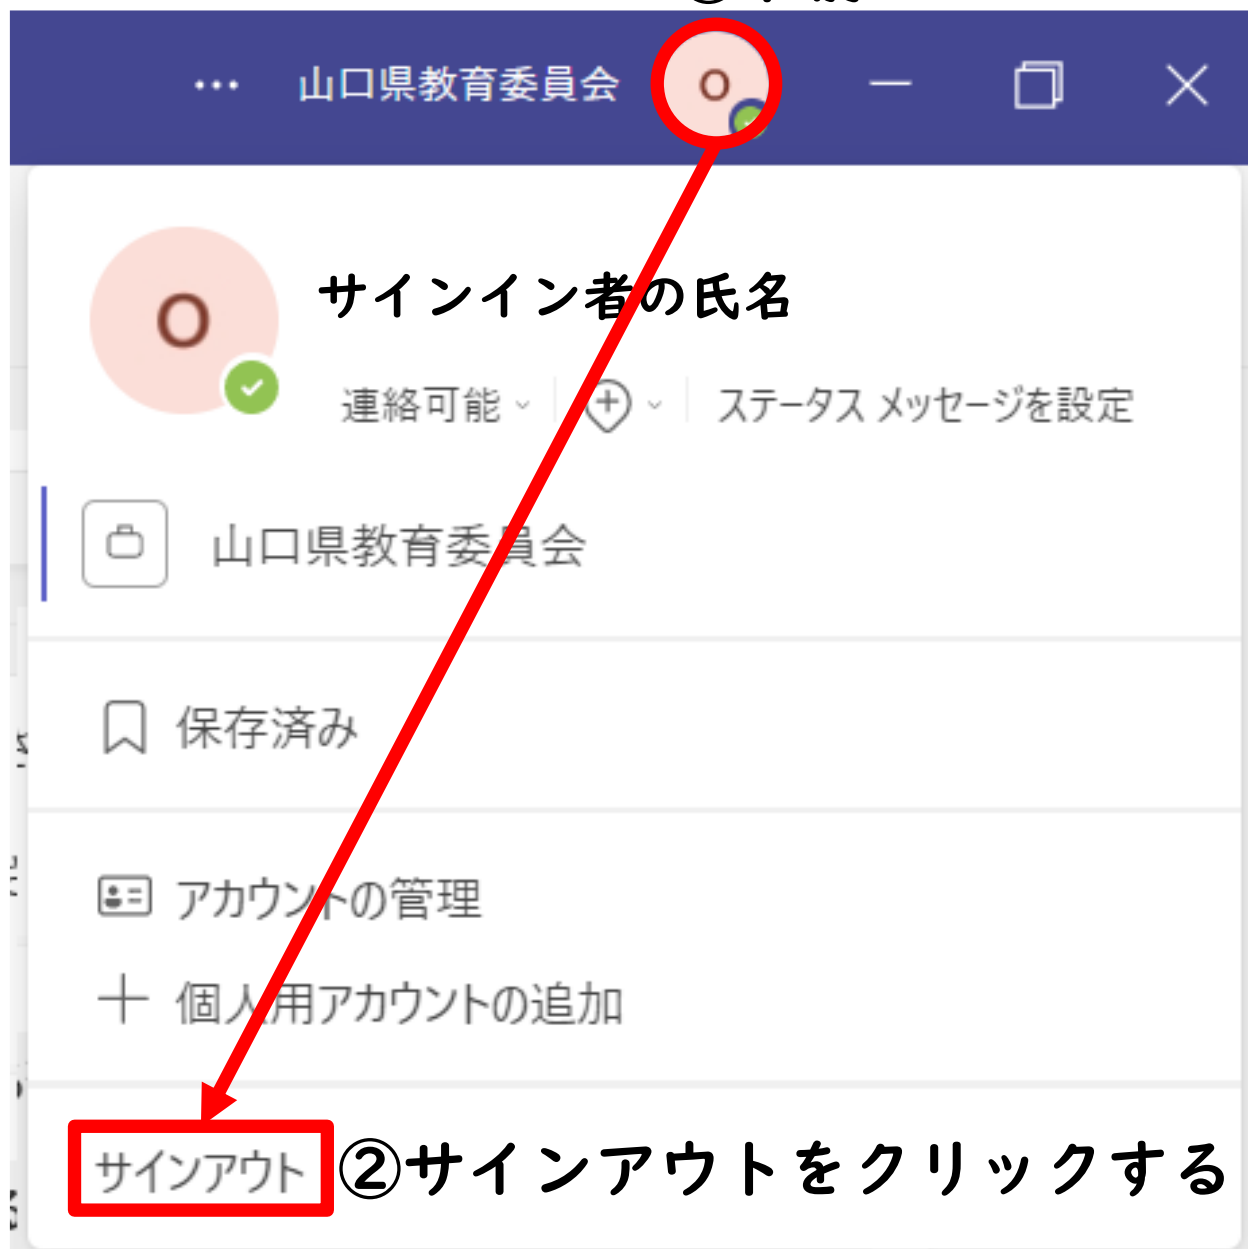 山口県教育委員会 O
O サインイン者の氏名
連絡可能 ステータス メッセージを設定
山口県教育委員会
保存済み
アカウントの管理
個人用アカウントの追加
サインアウト ②サインアウトをクリックする